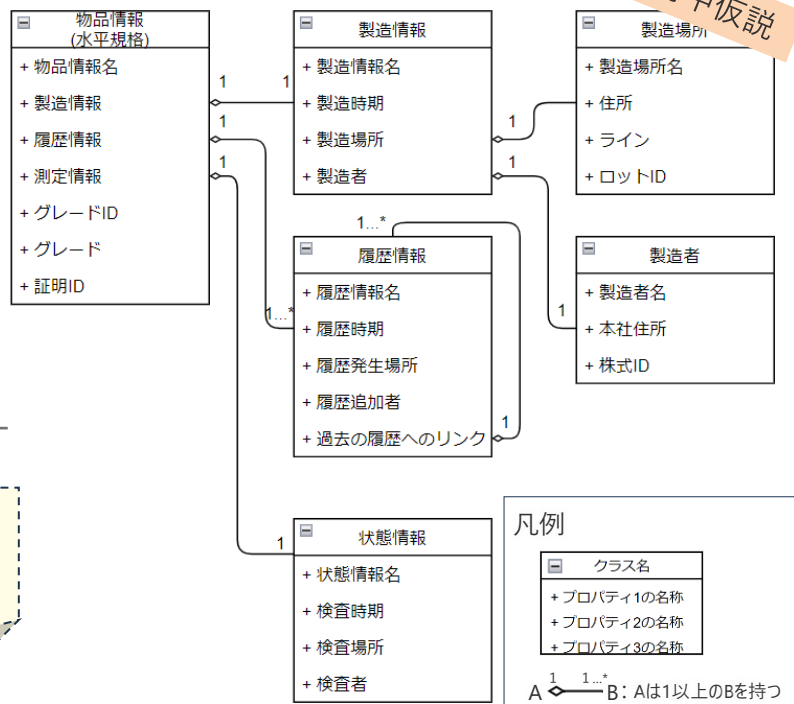 中仮説
物品情報
(水平規格)
+ 物品情報名
+ 製造情報
+ 履歴情報
+ 測定情報
+ グレードID
+ グレード
+ 証明ID
1
1
1
1
製造情報
+ 製造情報名
+ 製造時期
+ 製造場所
+ 製造者
1
1
製造場所
+ 製造場所名
+ 住所
+ ライン
+ ロットID
1...*
1...*
履歴情報
+ 履歴情報名
+ 履歴時期
+ 履歴発生場所
+ 履歴追加者
+ 過去の履歴へのリンク
1
1
製造者
+ 製造者名
+ 本社住所
+ 株式ID
1
状態情報
+ 状態情報名
+ 検査時期
+ 検査場所
+ 検査者
凡例
クラス名
+ プロパティ1の名称
+ プロパティ2の名称
+ プロパティ3の名称
1 1...*
A B: Aは1以上のBを持つ